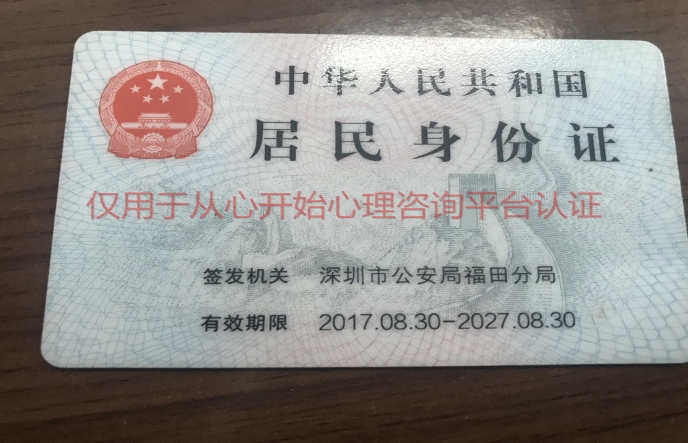 中华人民共和国
居民身份证
仅用于从心开始心理咨询平台认证
签发机关 深圳市公安局福田分局
有效期限 2017.08.30-2027.08.30